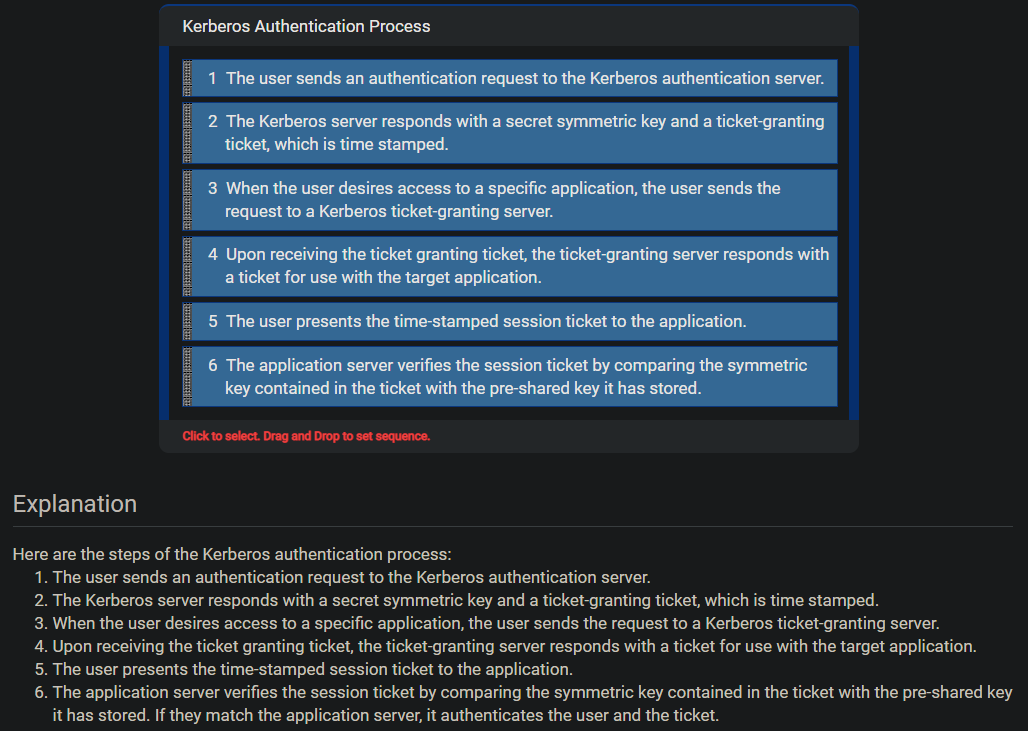 Kerberos Authentication Process
1 The user sends an authentication request to the Kerberos authentication server.
2 The Kerberos server responds with a secret symmetric key and a ticket-granting
ticket, which is time stamped.
3 When the user desires access to a specific application, the user sends the
request to a Kerberos ticket-granting server.
4 Upon receiving the ticket granting ticket, the ticket-granting server responds with
a ticket for use with the target application.
5 The user presents the time-stamped session ticket to the application.
6 The application server verifies the session ticket by comparing the symmetric
key contained in the ticket with the pre-shared key it has stored.
Click to select. Drag and Drop to set sequence.
Explanation
Here are the steps of the Kerberos authentication process:
1. The user sends an authentication request to the Kerberos authentication server.
2. The Kerberos server responds with a secret symmetric key and a ticket-granting ticket, which is time stamped.
3. When the user desires access to a specific application, the user sends the request to a Kerberos ticket-granting server.
4. Upon receiving the ticket granting ticket, the ticket-granting server responds with a ticket for use with the target application.
5. The user presents the time-stamped session ticket to the application.
6. The application server verifies the session ticket by comparing the symmetric key contained in the ticket with the pre-shared key
it has stored. If they match the application server, it authenticates the user and the ticket.